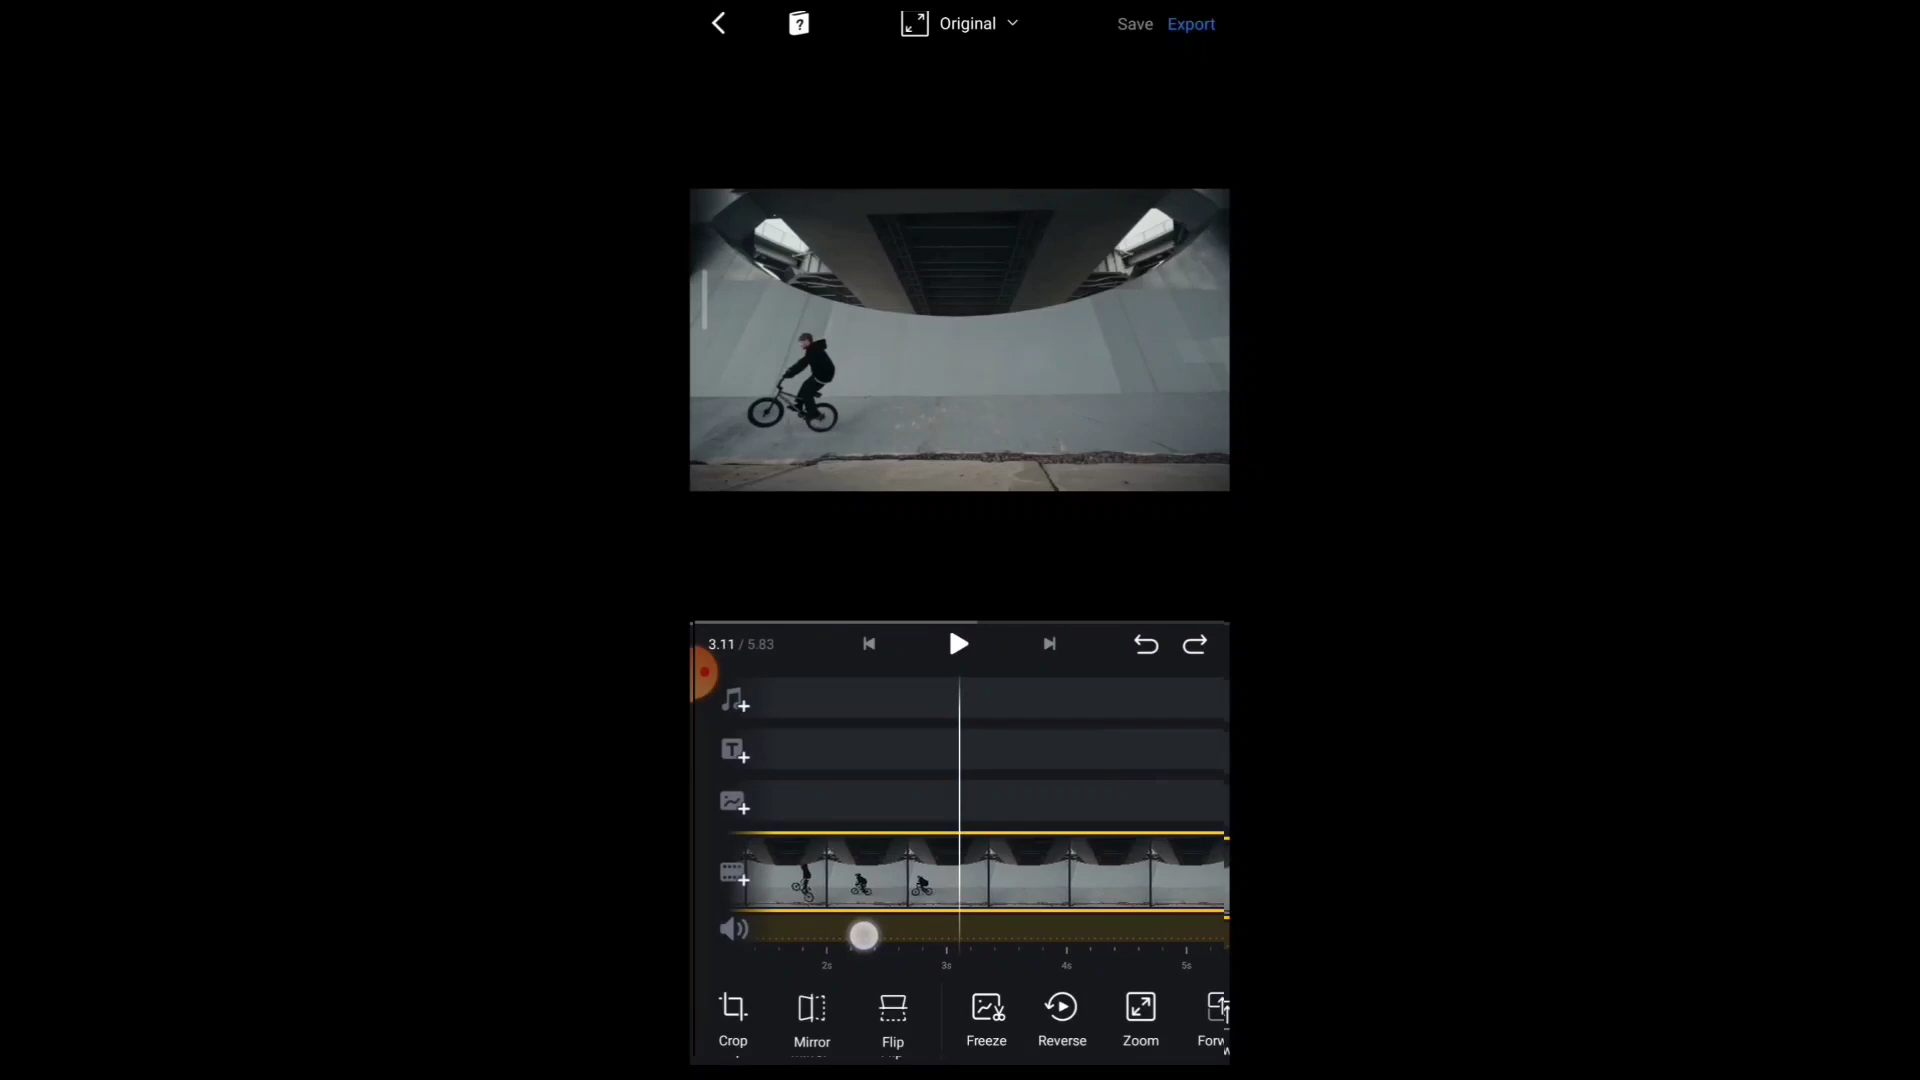 Original
Save Export
3.11 / 5.83
2s 3s 4s 5s
Crop Mirror Flip Freeze Reverse Zoom Forw